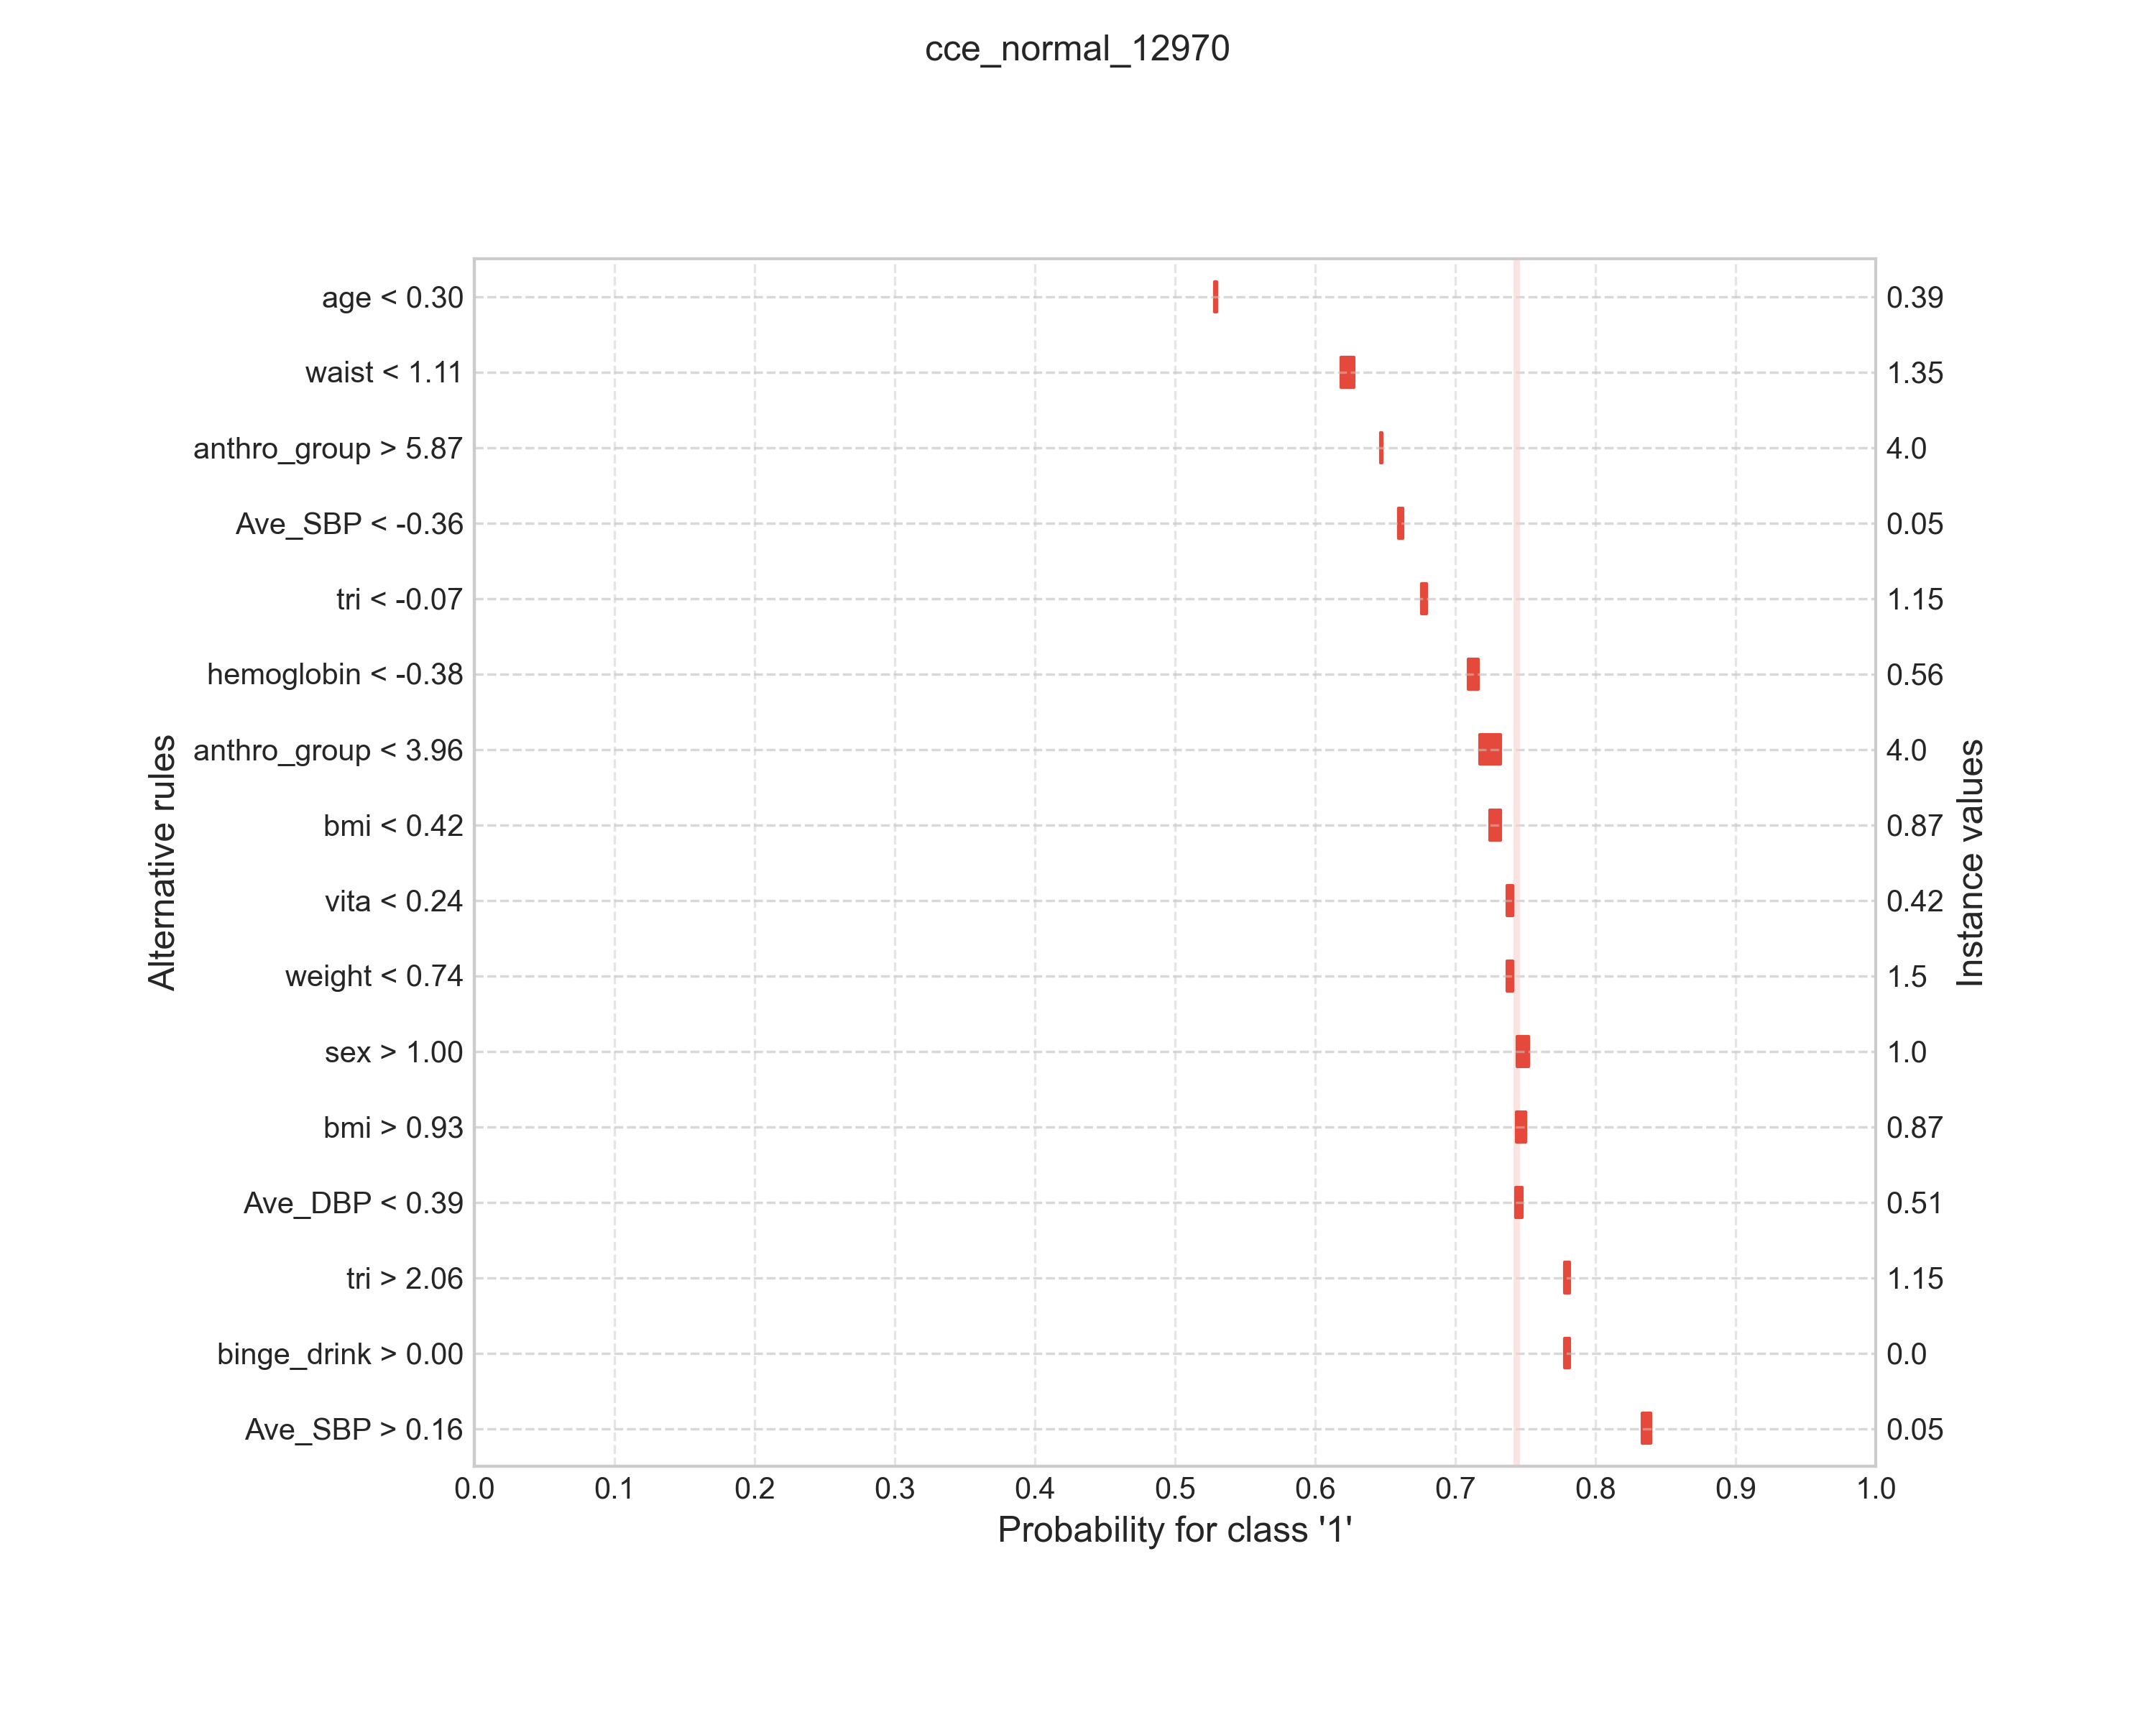 cce_normal_12970
age < 0.30 0.39
waist < 1.11 1.35
anthro_group > 5.87 4.0
Ave_SBP < -0.36 0.05
tri < -0.07 1.15
hemoglobin < -0.38 0.56
anthro_group < 3.96 4.0
bmi < 0.42 0.87
vita < 0.24 0.42
weight < 0.74 1.5
sex > 1.00 1.0
bmi > 0.93 0.87
Ave_DBP < 0.39 0.51
tri > 2.06 1.15
binge_drink > 0.00 0.0
Ave_SBP > 0.16 0.05
Alternative rules
Instance values
0.0 0.1 0.2 0.3 0.4 0.5 0.6 0.7 0.8 0.9 1.0
Probability for class '1'